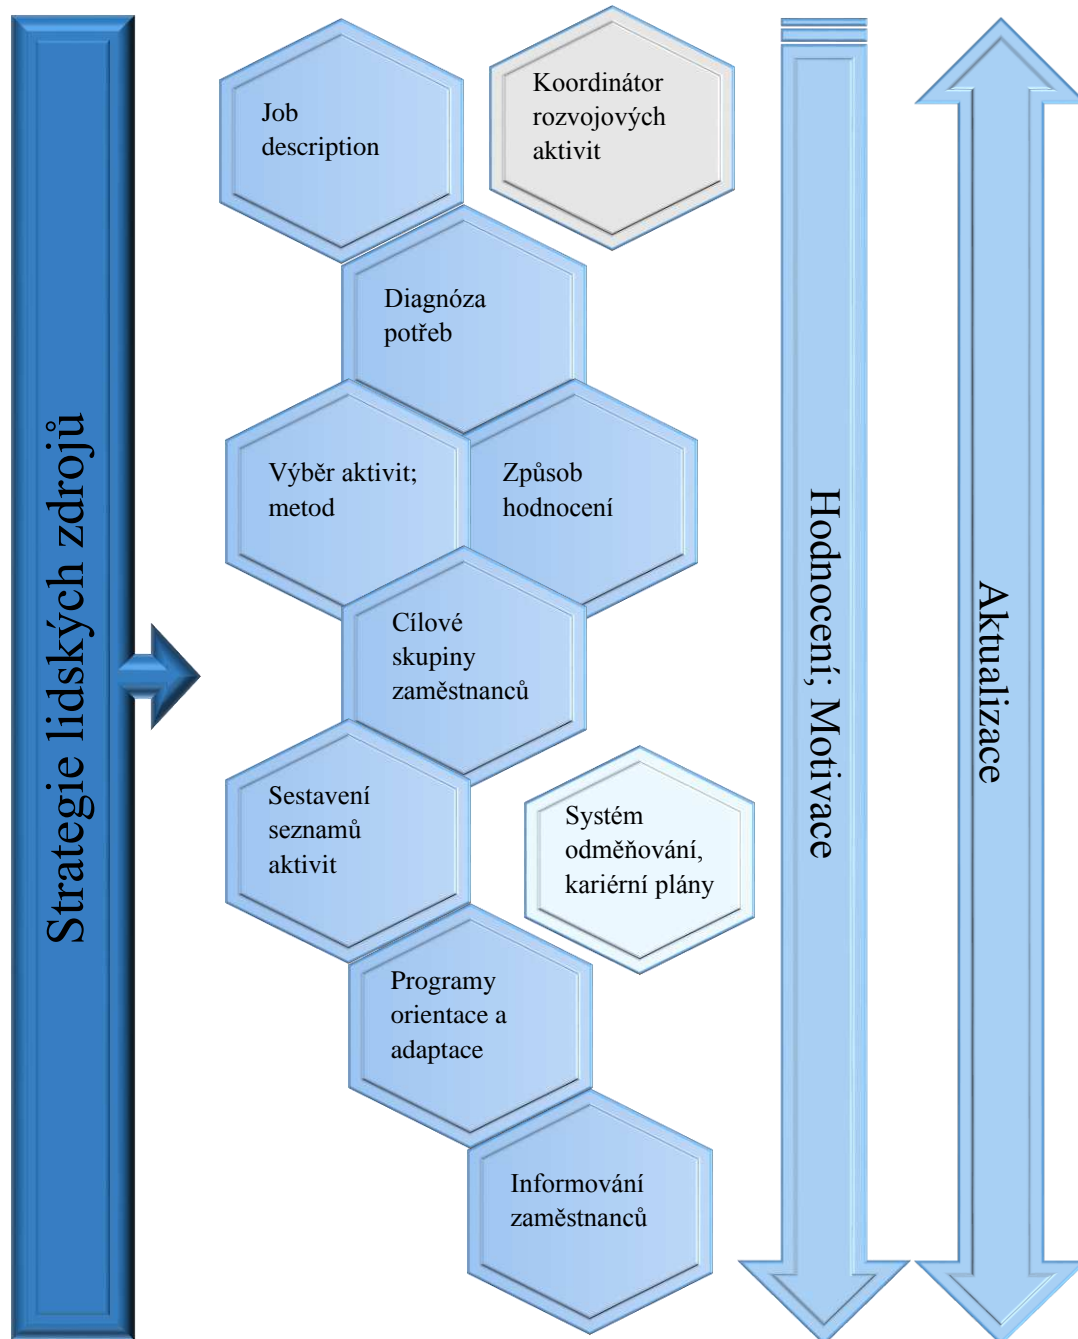 Strategie lidských zdrojů
Job
description
Koordinátor
rozvojových
aktivit
Diagnóza
potřeb
Výběr aktivit;
metod
Způsob
hodnocení
Cílové
skupiny
zaměstnanců
Sestavení
seznamů
aktivit
Systém
odměňování,
kariérní plány
Programy
orientace a
adaptace
Informování
zaměstnanců
Hodnocení; Motivace
Aktualizace